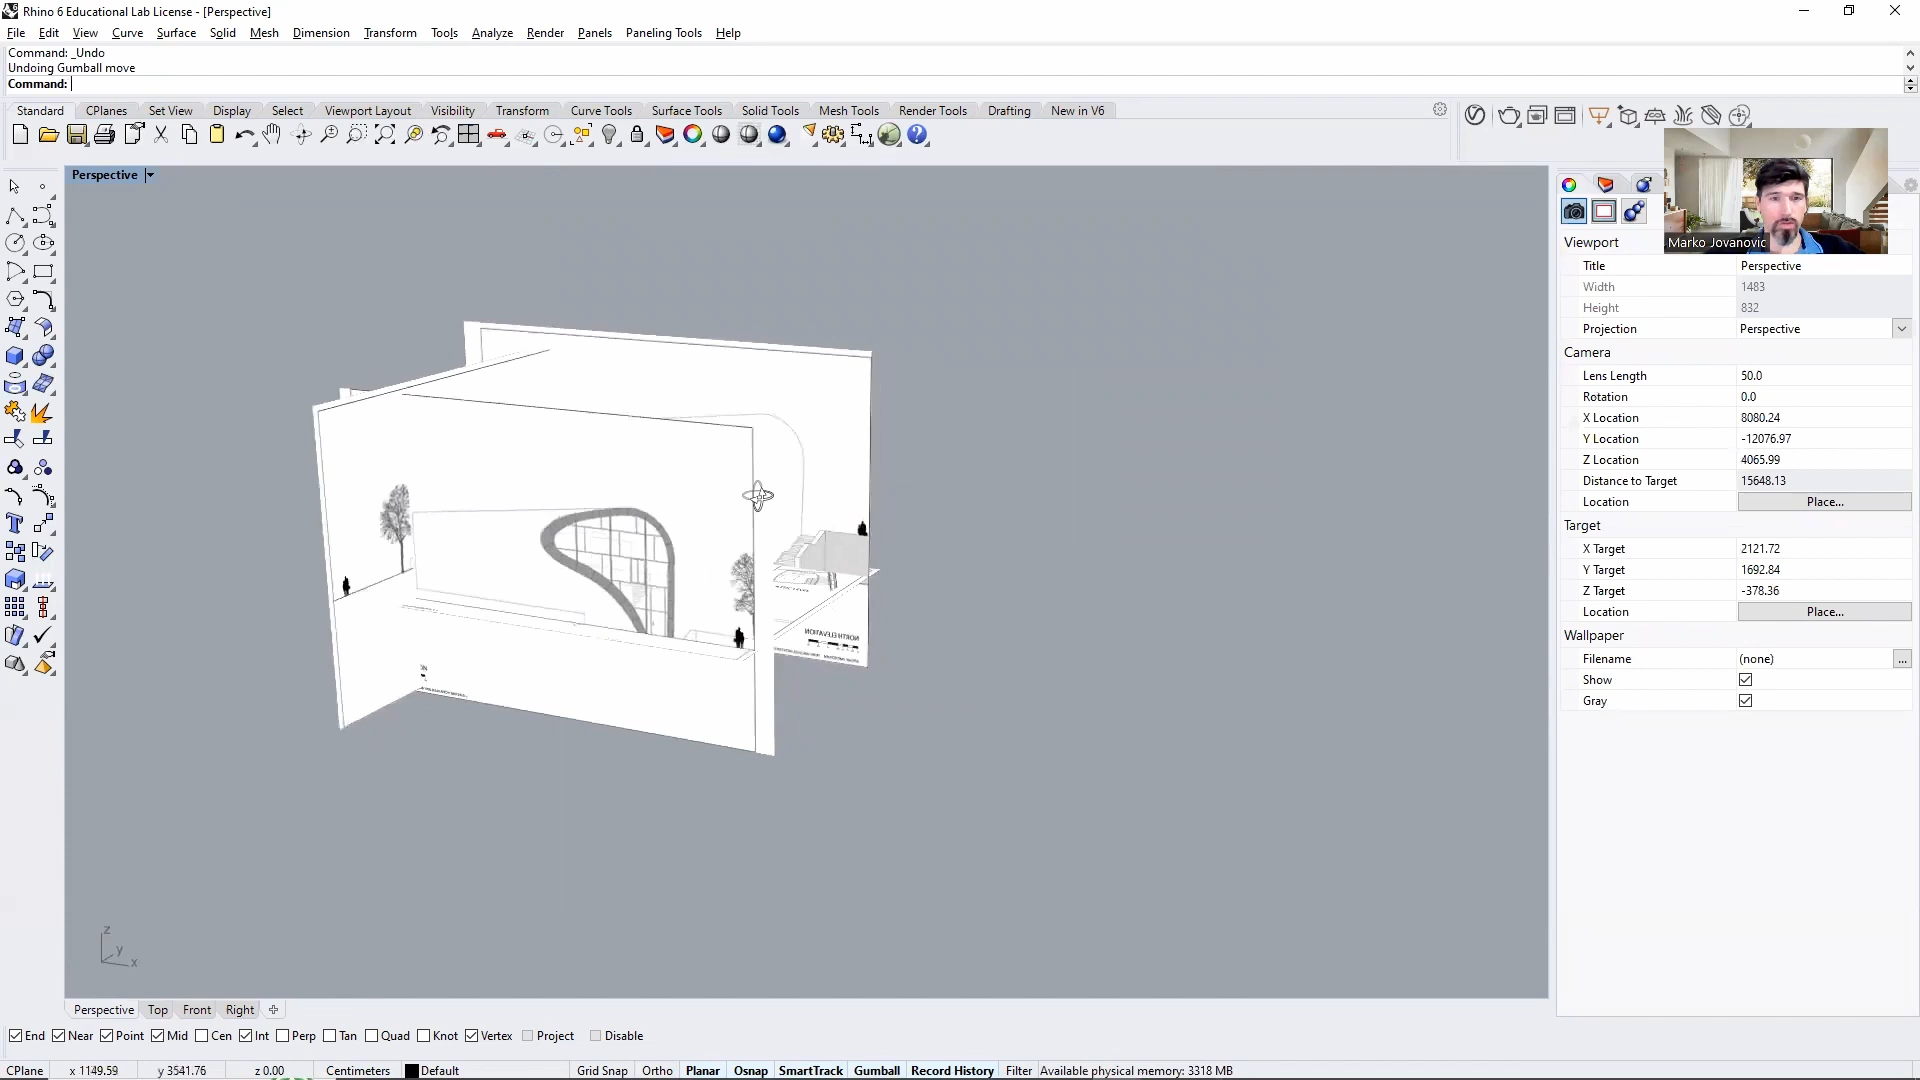 Rhino 6 Educational Lab License - [Perspective]
File Edit View Curve Surface Solid Mesh Dimension Transform Tools Analyze Render Panels Paneling Tools Help
Command: _Undo
Undoing Gumball move
Command:
Standard CPlanes Set View Display Select Viewport Layout Visibility Transform Curve Tools Surface Tools Solid Tools Mesh Tools Render Tools Drafting New in V6
Perspective
Marko Jovanovic
Viewport
Title Perspective
Width 1483
Height 832
Projection Perspective
Camera
Lens Length 50.0
Rotation 0.0
X Location 8080.24
Y Location -12076.97
Z Location 4065.99
Distance to Target 15648.13
Location Place...
Target
X Target 2121.72
Y Target 1692.84
Z Target -378.36
Location Place...
Wallpaper
Filename (none) ...
Show
Gray
NORTH ELEVATION
z
y
x
Perspective Top Front Right
End Near Point Mid Cen Int Perp Tan Quad Knot Vertex Project Disable
CPlane x 1149.59 y 3541.76 z 0.00 Centimeters Default Grid Snap Ortho Planar Osnap SmartTrack Gumball Record History Filter Available physical memory: 3318 MB